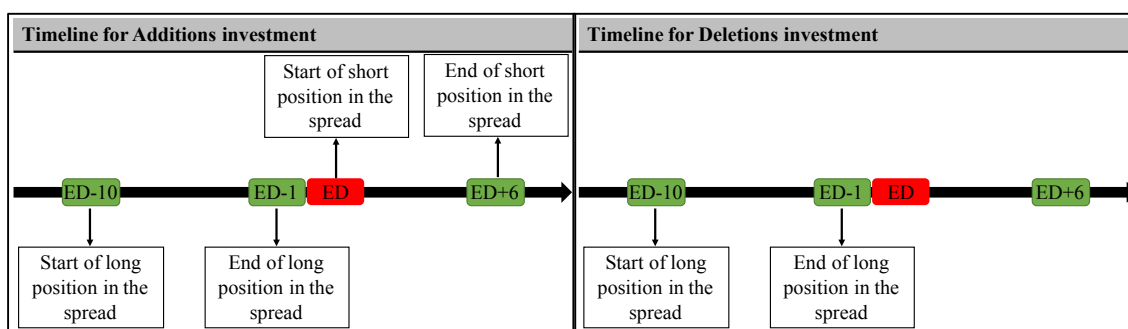 Timeline for Additions investment
Start of short
position in the
spread
End of short
position in the
spread
ED-10
ED-1
ED
ED+6
Start of long
position in the
spread
End of long
position in the
spread
Timeline for Deletions investment
ED-10
ED-1
ED
ED+6
Start of long
position in the
spread
End of long
position in the
spread